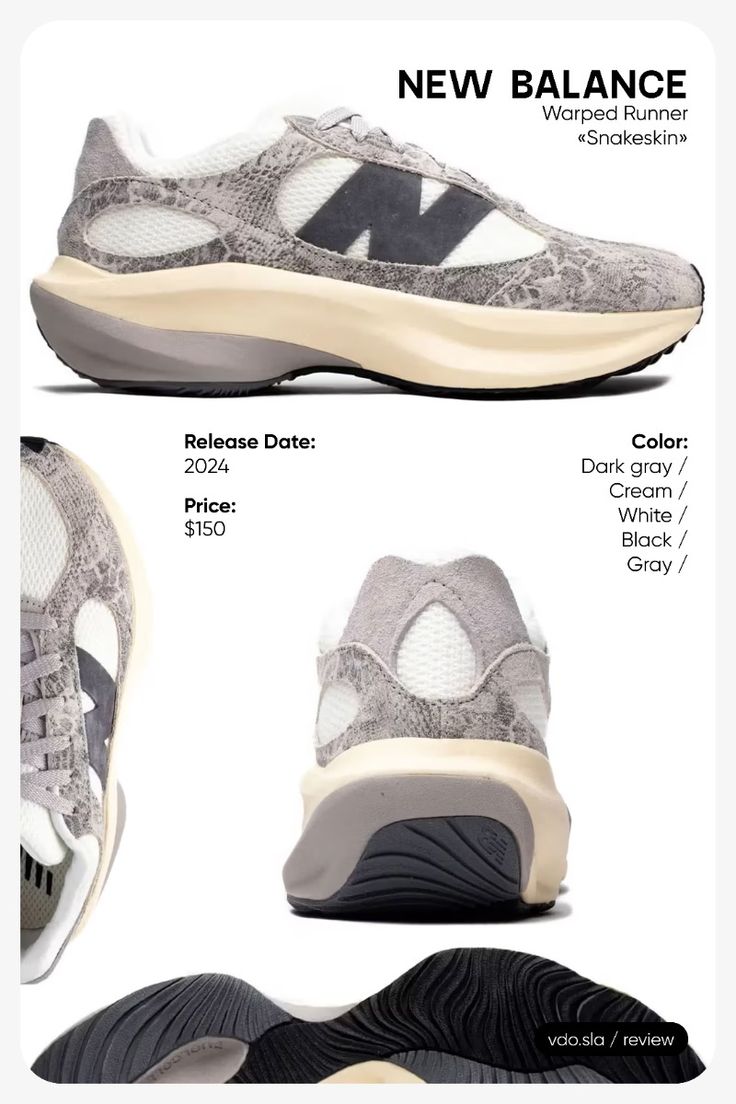 NEW BALANCE
Warped Runner
«Snakeskin»
N
Release Date:
2024
Price:
$150
Color:
Dark gray /
Cream /
White /
Black /
Gray /
vdo.sla / review